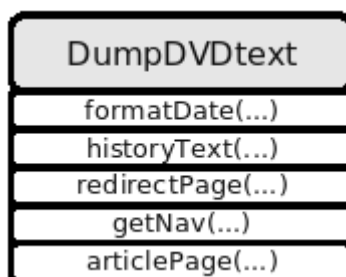 DumpDVDtext
formatDate(...)
historyText(...)
redirectPage(...)
getNav(...)
articlePage(...)